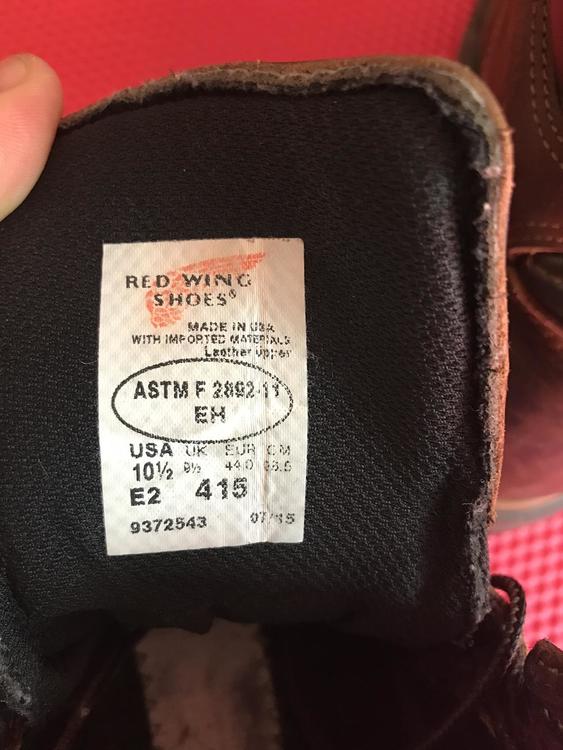 RED WING
SHOES®
MADE IN USA
WITH IMPORTED MATERIALS
Leather Upper
ASTM F 2892-11
EH
USA UK EUR CM
10½ 9½ 44.0 28.5
E2 415
9372543 07/15